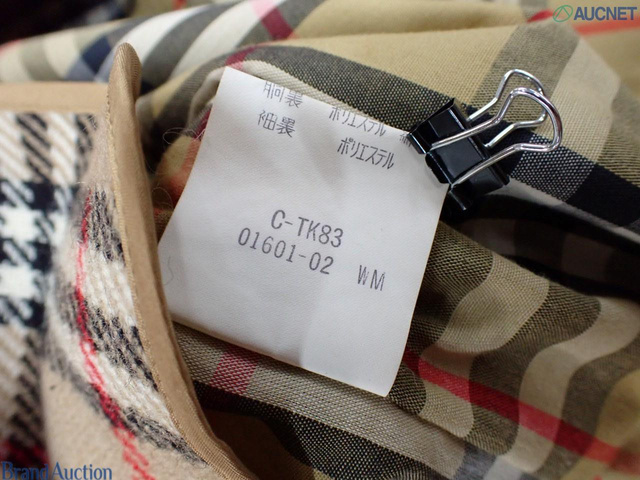 AUCNET
胴裏 ポリエステル
袖裏 ポリエステル
C-TK83
01601-02 WM
Brand Auction